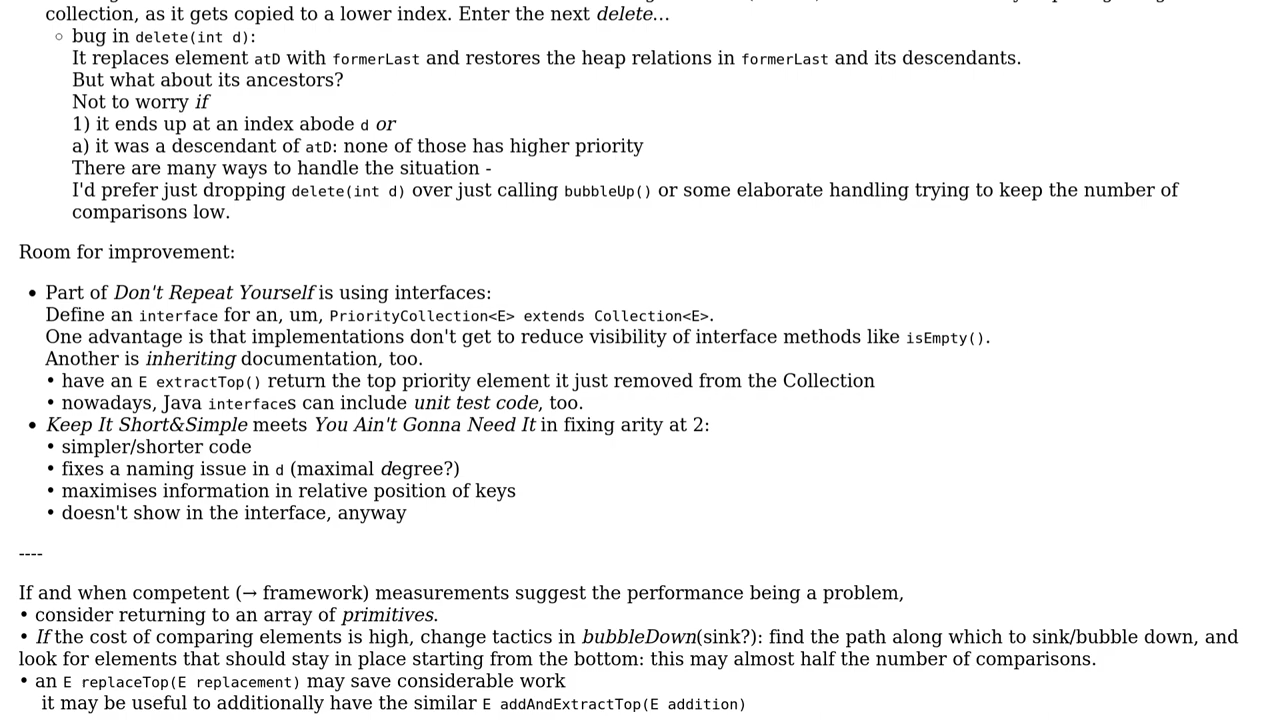 collection, as it gets copied to a lower index. Enter the next delete...
◦ bug in delete(int d):
It replaces element atD with formerLast and restores the heap relations in formerLast and its descendants.
But what about its ancestors?
Not to worry if
1) it ends up at an index abode d or
a) it was a descendant of atD: none of those has higher priority
There are many ways to handle the situation -
I'd prefer just dropping delete(int d) over just calling bubbleUp() or some elaborate handling trying to keep the number of
comparisons low.
Room for improvement:
• Part of Don't Repeat Yourself is using interfaces:
Define an interface for an, um, PriorityCollection<E> extends Collection<E>.
One advantage is that implementations don't get to reduce visibility of interface methods like isEmpty().
Another is inheriting documentation, too.
• have an E extractTop() return the top priority element it just removed from the Collection
• nowadays, Java interfaces can include unit test code, too.
• Keep It Short&Simple meets You Ain't Gonna Need It in fixing arity at 2:
• simpler/shorter code
• fixes a naming issue in d (maximal degree?)
• maximises information in relative position of keys
• doesn't show in the interface, anyway
----
If and when competent (→ framework) measurements suggest the performance being a problem,
• consider returning to an array of primitives.
• If the cost of comparing elements is high, change tactics in bubbleDown(sink?): find the path along which to sink/bubble down, and
look for elements that should stay in place starting from the bottom: this may almost half the number of comparisons.
• an E replaceTop(E replacement) may save considerable work
it may be useful to additionally have the similar E addAndExtractTop(E addition)